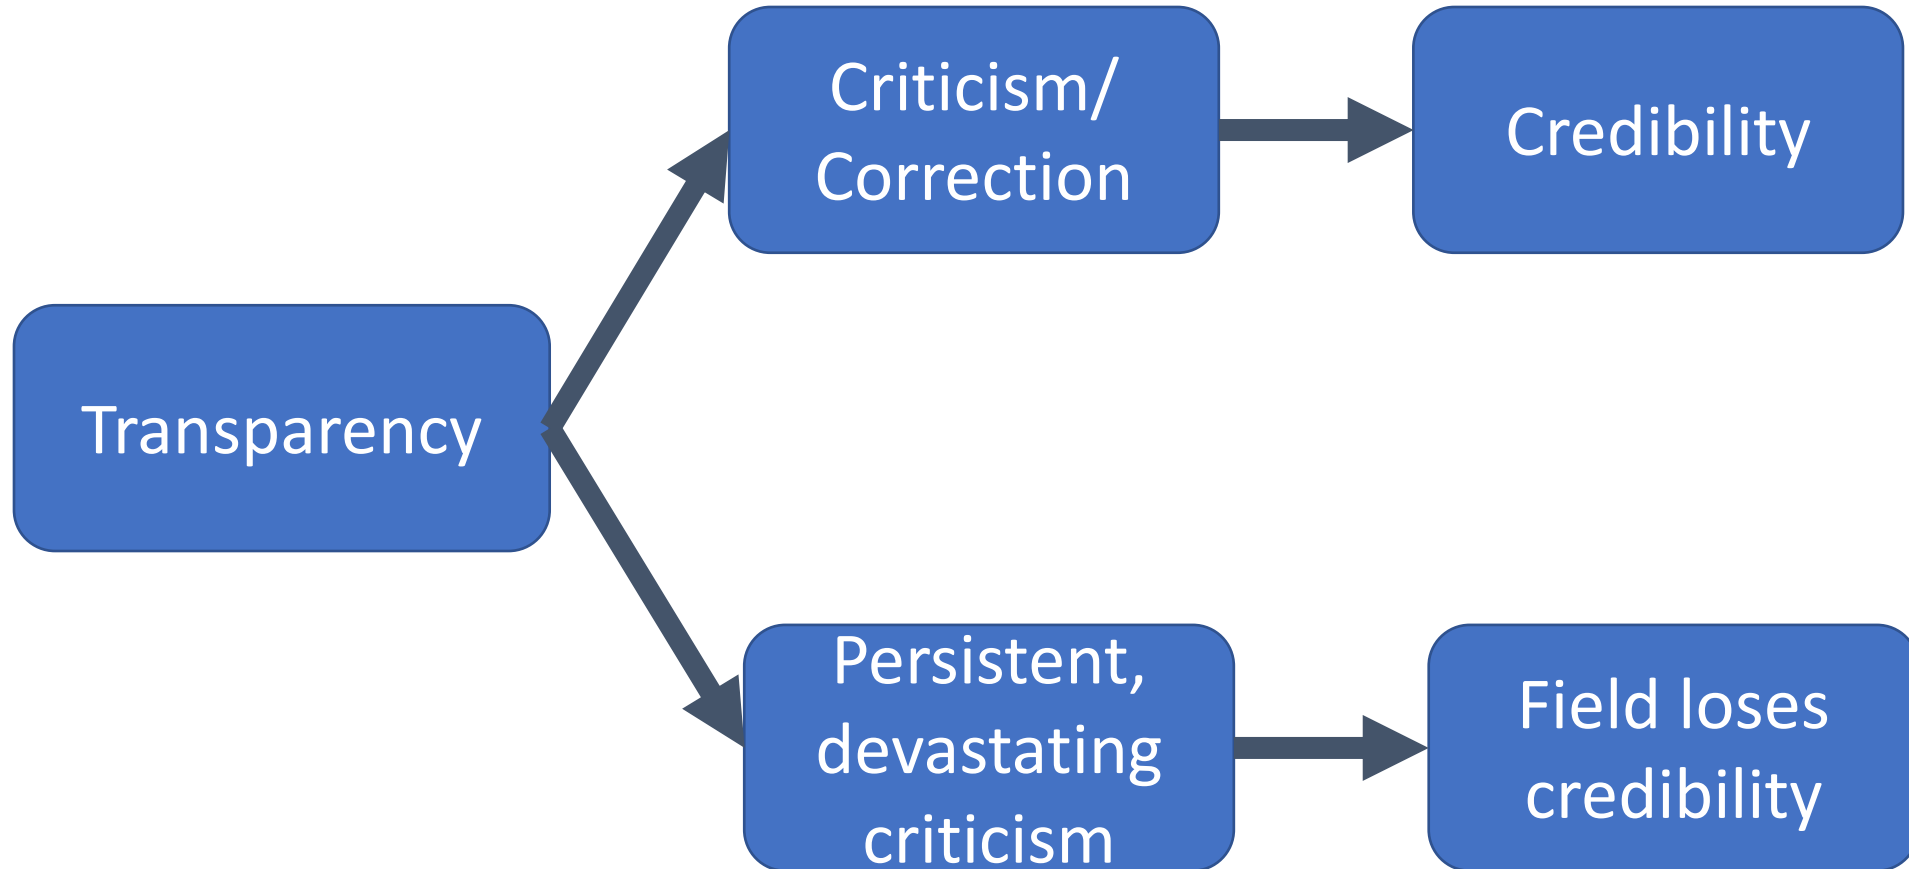 Criticism/
Correction
Credibility
Transparency
Persistent,
devastating
criticism
Field loses
credibility